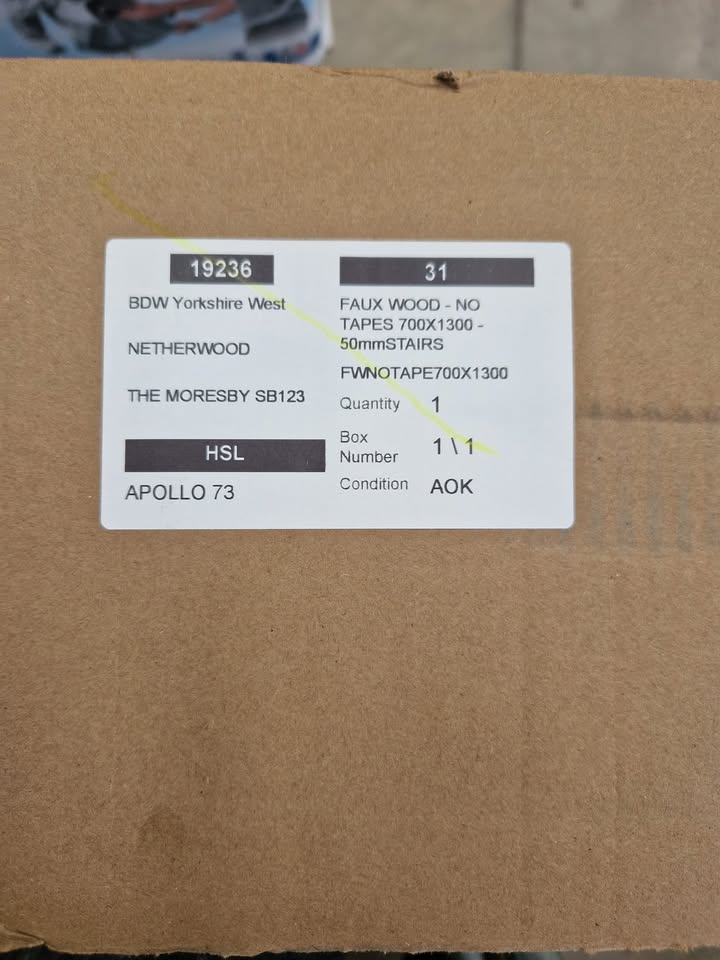 19236
BDW Yorkshire West
NETHERWOOD
THE MORESBY SB123
HSL
APOLLO 73
31
FAUX WOOD - NO
TAPES 700X1300 -
50mmSTAIRS
FWNOTAPE700X1300
Quantity 1
Box
Number 1 \ 1
Condition AOK